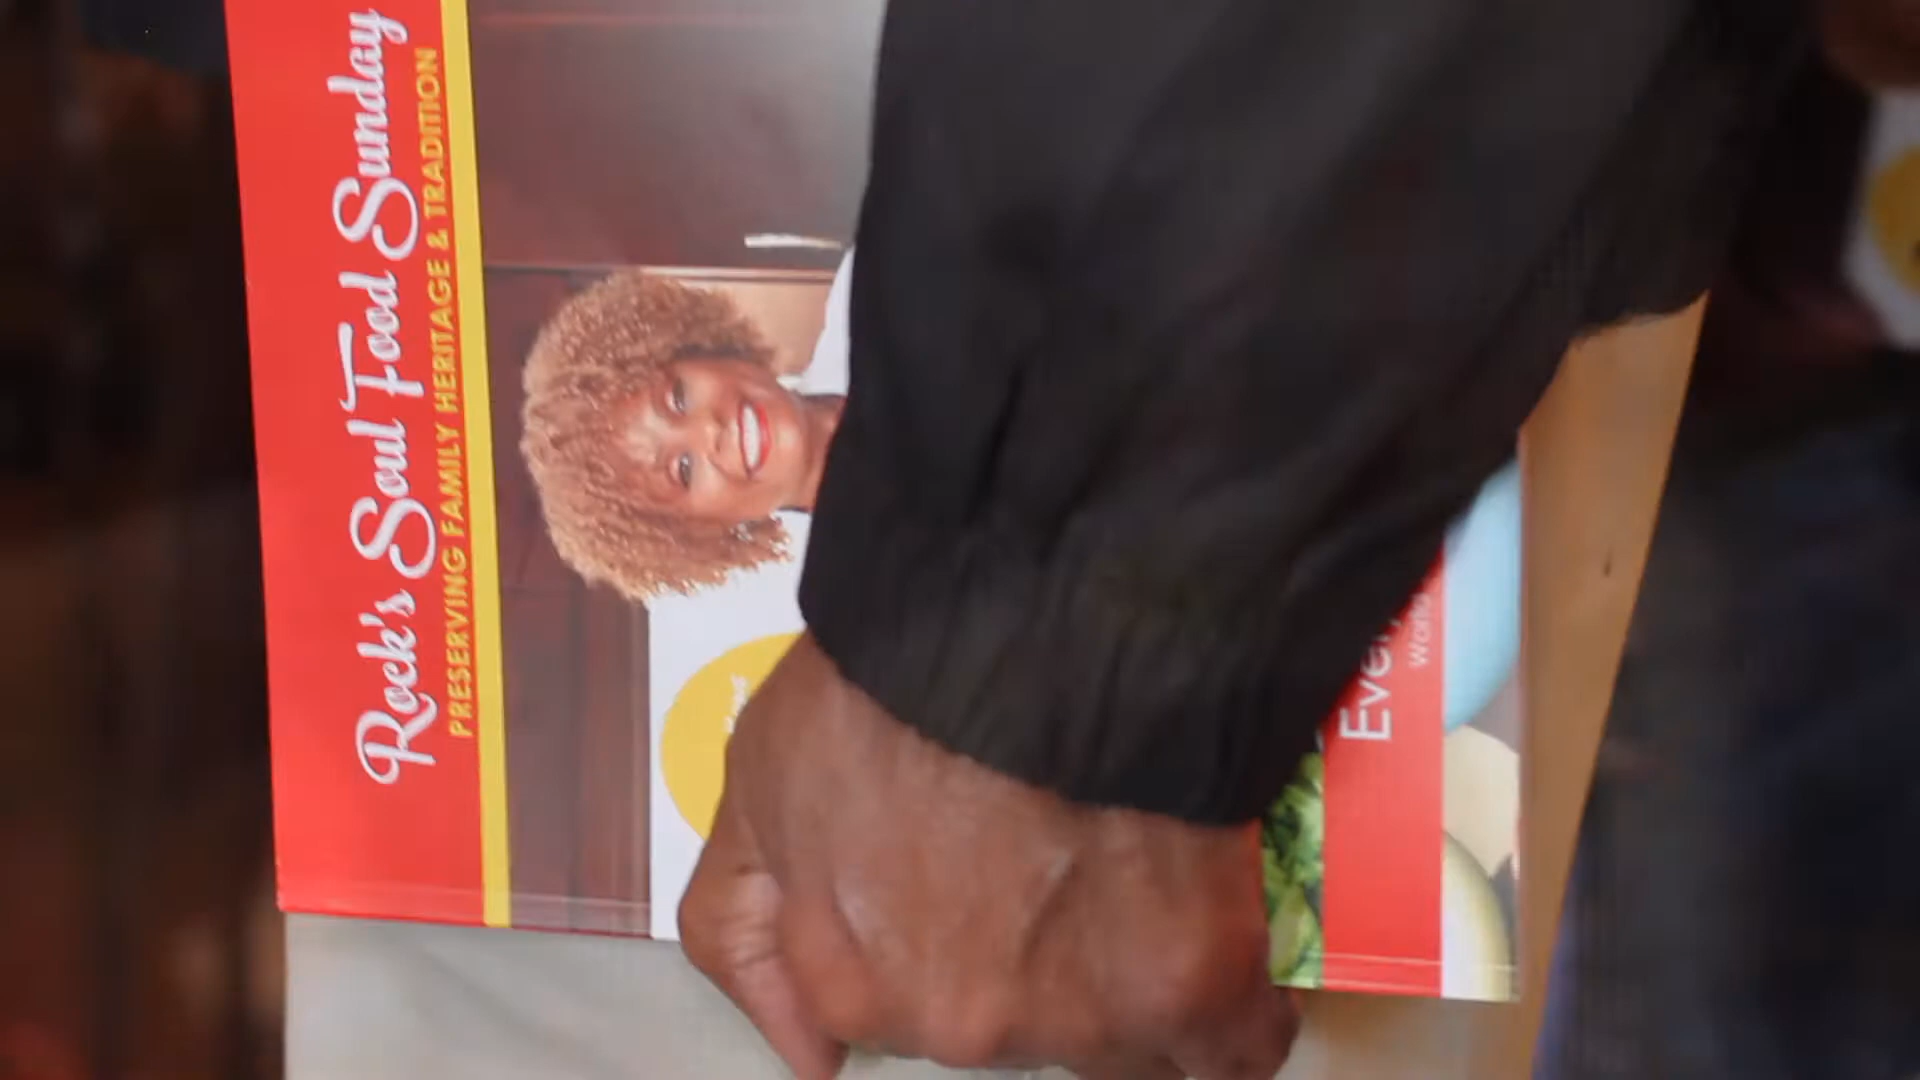 Rock's Soul Food Sunday
PRESERVING FAMILY HERITAGE & TRADITION